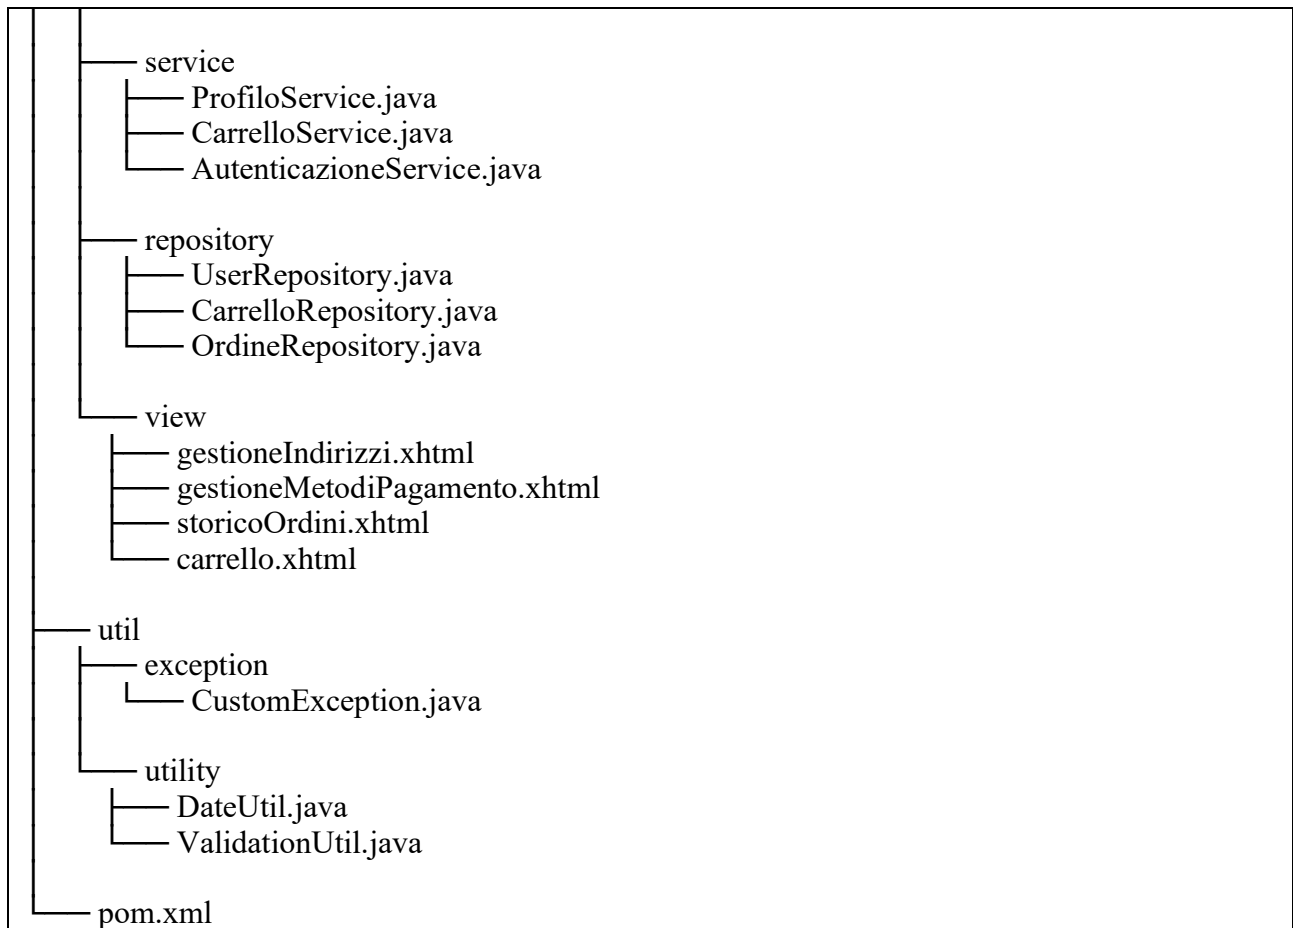 service
ProfiloService.java
CarrelloService.java
AutenticazioneService.java
repository
UserRepository.java
CarrelloRepository.java
OrdineRepository.java
view
gestioneIndirizzi.xhtml
gestioneMetodiPagamento.xhtml
storicoOrdini.xhtml
carrello.xhtml
util
exception
CustomException.java
utility
DateUtil.java
ValidationUtil.java
pom.xml